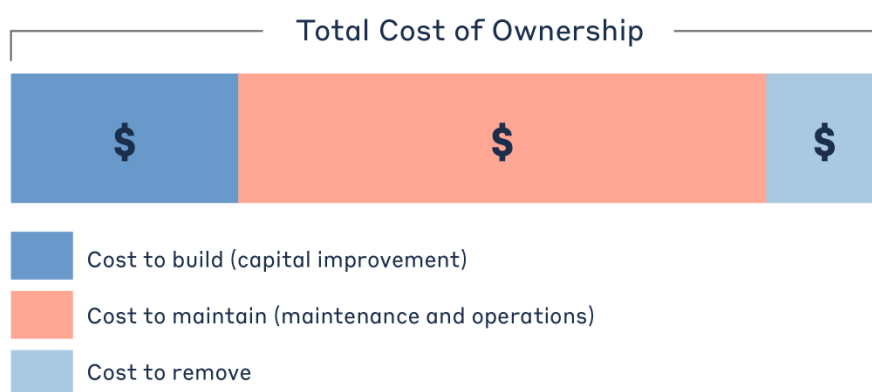 Total Cost of Ownership
$ $ $
Cost to build (capital improvement)
Cost to maintain (maintenance and operations)
Cost to remove